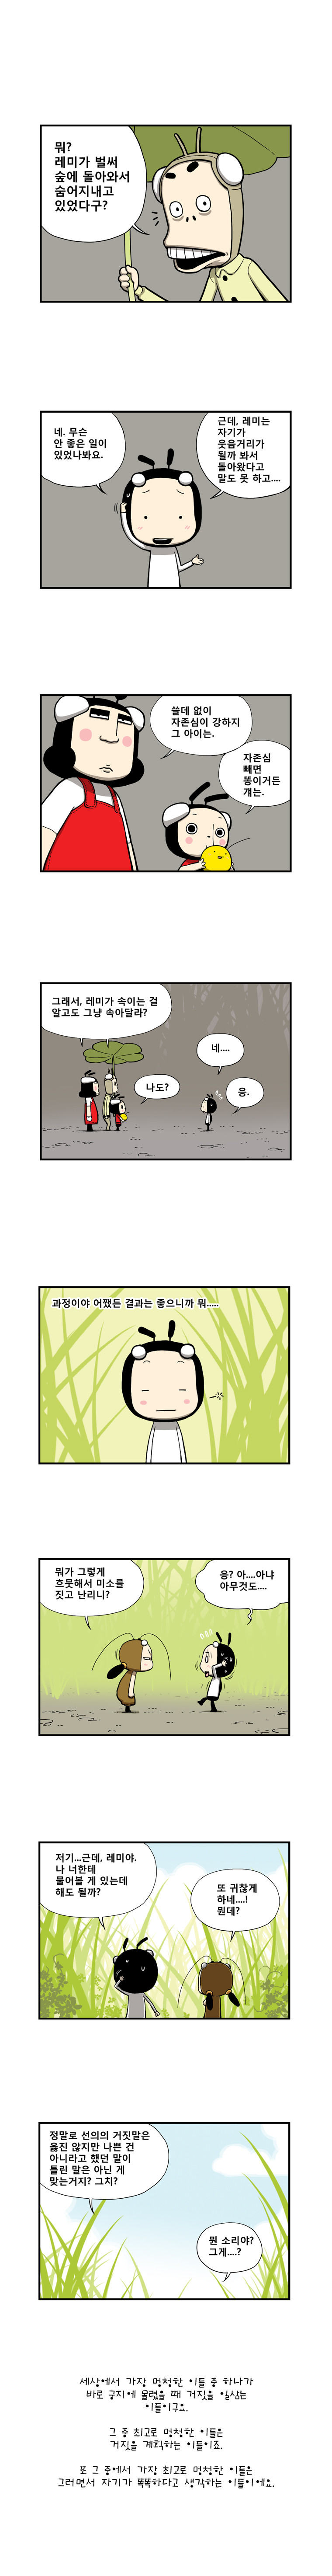 뭐?
레미가 벌써
숲에 돌아와서
숨어지내고
있었다구?
네. 무슨
안 좋은 일이
있었나봐요.
근데, 레미는
자기가
웃음거리가
될까 봐서
돌아왔다고
말도 못 하고....
쓸데 없이
자존심이 강하지
그 아이는.
자존심
빼면
똥이거든
걔는.
그래서, 레미가 속이는 걸
알고도 그냥 속아달라?
네....
나도?
응.
과정이야 어쨌든 결과는 좋으니까 뭐.....
뭐가 그렇게
흐뭇해서 미소를
짓고 난리니?
응? 아....아냐
아무것도....
저기...근데, 레미야.
나 너한테
물어볼 게 있는데
해도 될까?
또 귀찮게
하네....!
뭔데?
정말로 선의의 거짓말은
옳진 않지만 나쁜 건
아니라고 했던 말이
틀린 말은 아닌 게
맞는거지? 그치?
뭔 소리야?
그게....?
세상에서 가장 멍청한 이들 중 하나가
바로 궁지에 몰렸을 때 거짓을 일삼는
이들이구요.
그 중 최고로 멍청한 이들은
거짓을 계획하는 이들이죠.
또 그 중에서 가장 최고로 멍청한 이들은
그러면서 자기가 똑똑하다고 생각하는 이들이에요.